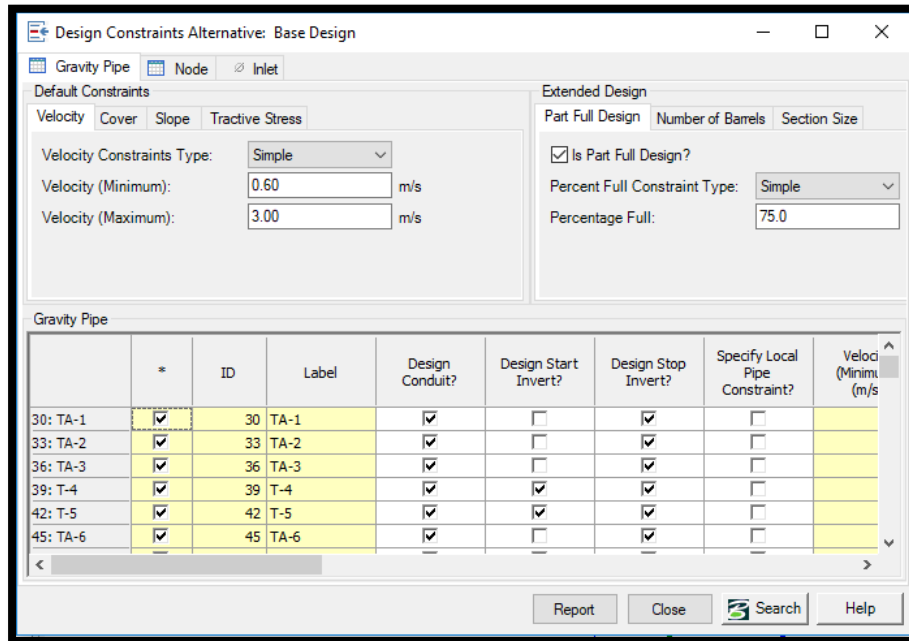 Design Constraints Alternative: Base Design
Gravity Pipe Node Inlet
Default Constraints
Velocity Cover Slope Tractive Stress
Velocity Constraints Type: Simple
Velocity (Minimum): 0.60 m/s
Velocity (Maximum): 3.00 m/s
Extended Design
Part Full Design Number of Barrels Section Size
Is Part Full Design?
Percent Full Constraint Type: Simple
Percentage Full: 75.0
Gravity Pipe
* ID Label Design Conduit? Design Start Invert? Design Stop Invert? Specify Local Pipe Constraint? Veloci (Minimu (m/s
30: TA-1 30 TA-1
33: TA-2 33 TA-2
36: TA-3 36 TA-3
39: T-4 39 T-4
42: T-5 42 T-5
45: TA-6 45 TA-6
Report Close Search Help